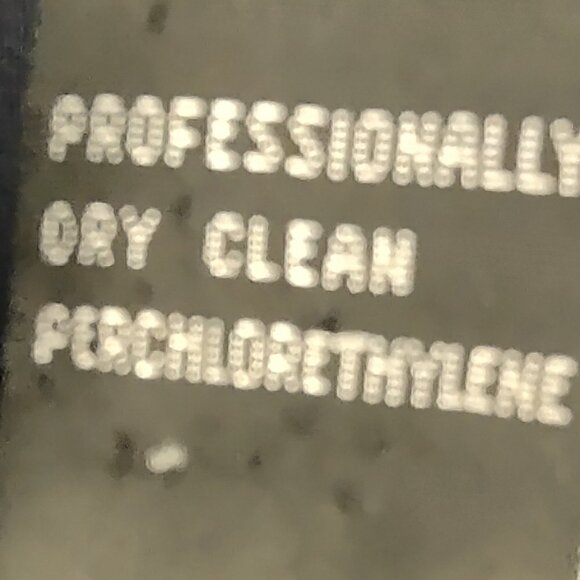 PROFESSIONALLY
DRY CLEAN
PERCHLORETHYLENE